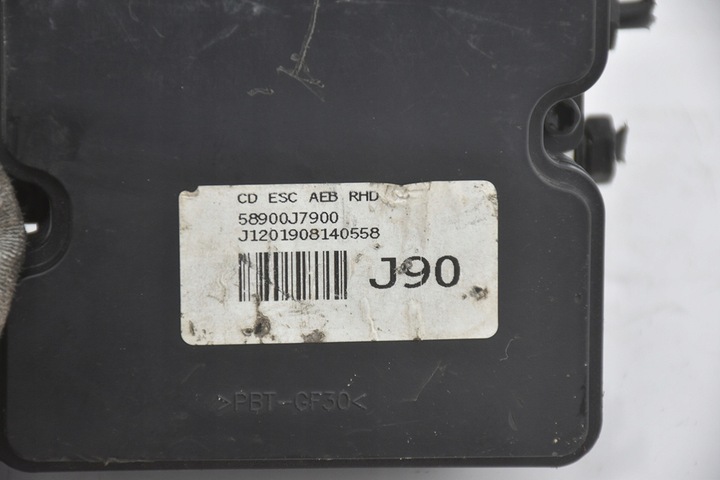 CD ESC AEB RHD
58900J7900
J1201908140558
J90
>PBT-GF30<